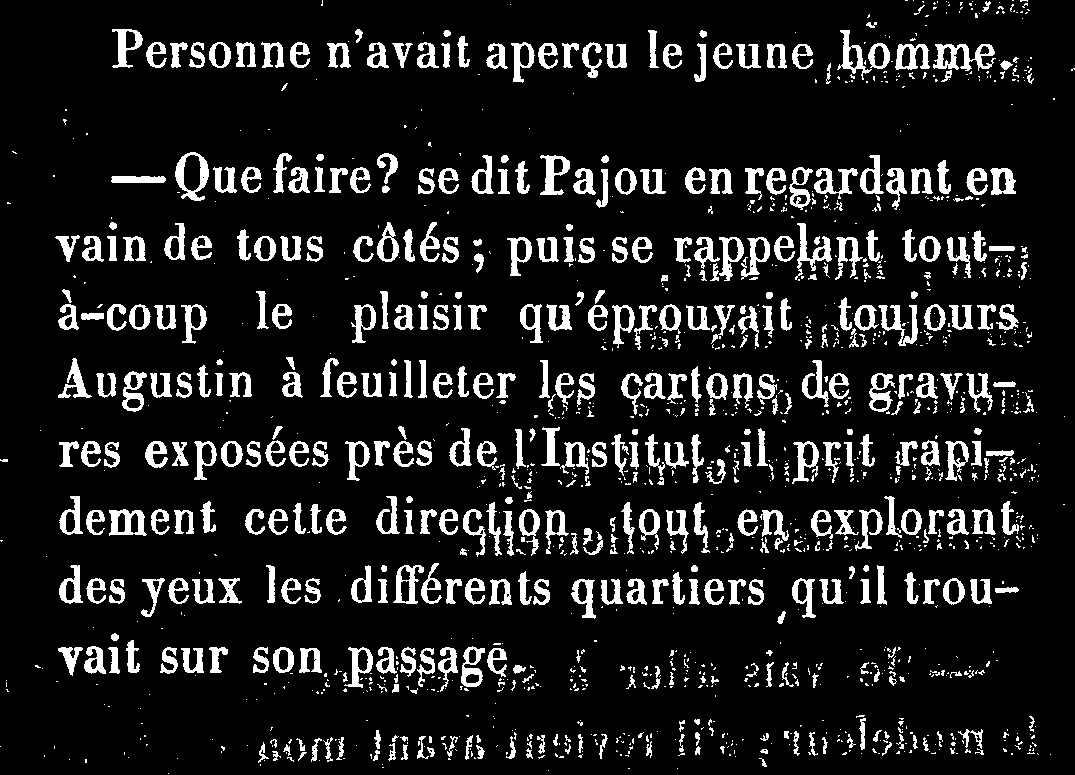 Personne n'avait aperçu le jeune homme.
— Que faire? se dit Pajou en regardant en
vain de tous côtés; puis se rappelant tout-
à-coup le plaisir qu'éprouvait toujours
Augustin à feuilleter les cartons de gravu-
res exposées près de l'Institut, il prit rapi-
dement cette direction, tout en explorant
des yeux les différents quartiers qu'il trou-
vait sur son passage.